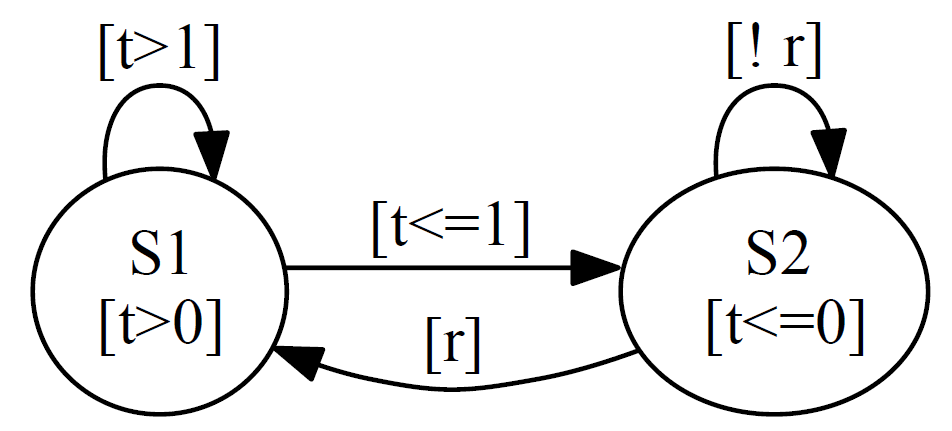 [t>1]
[! r]
[t<=1]
S1
[t>0]
S2
[t<=0]
[r]